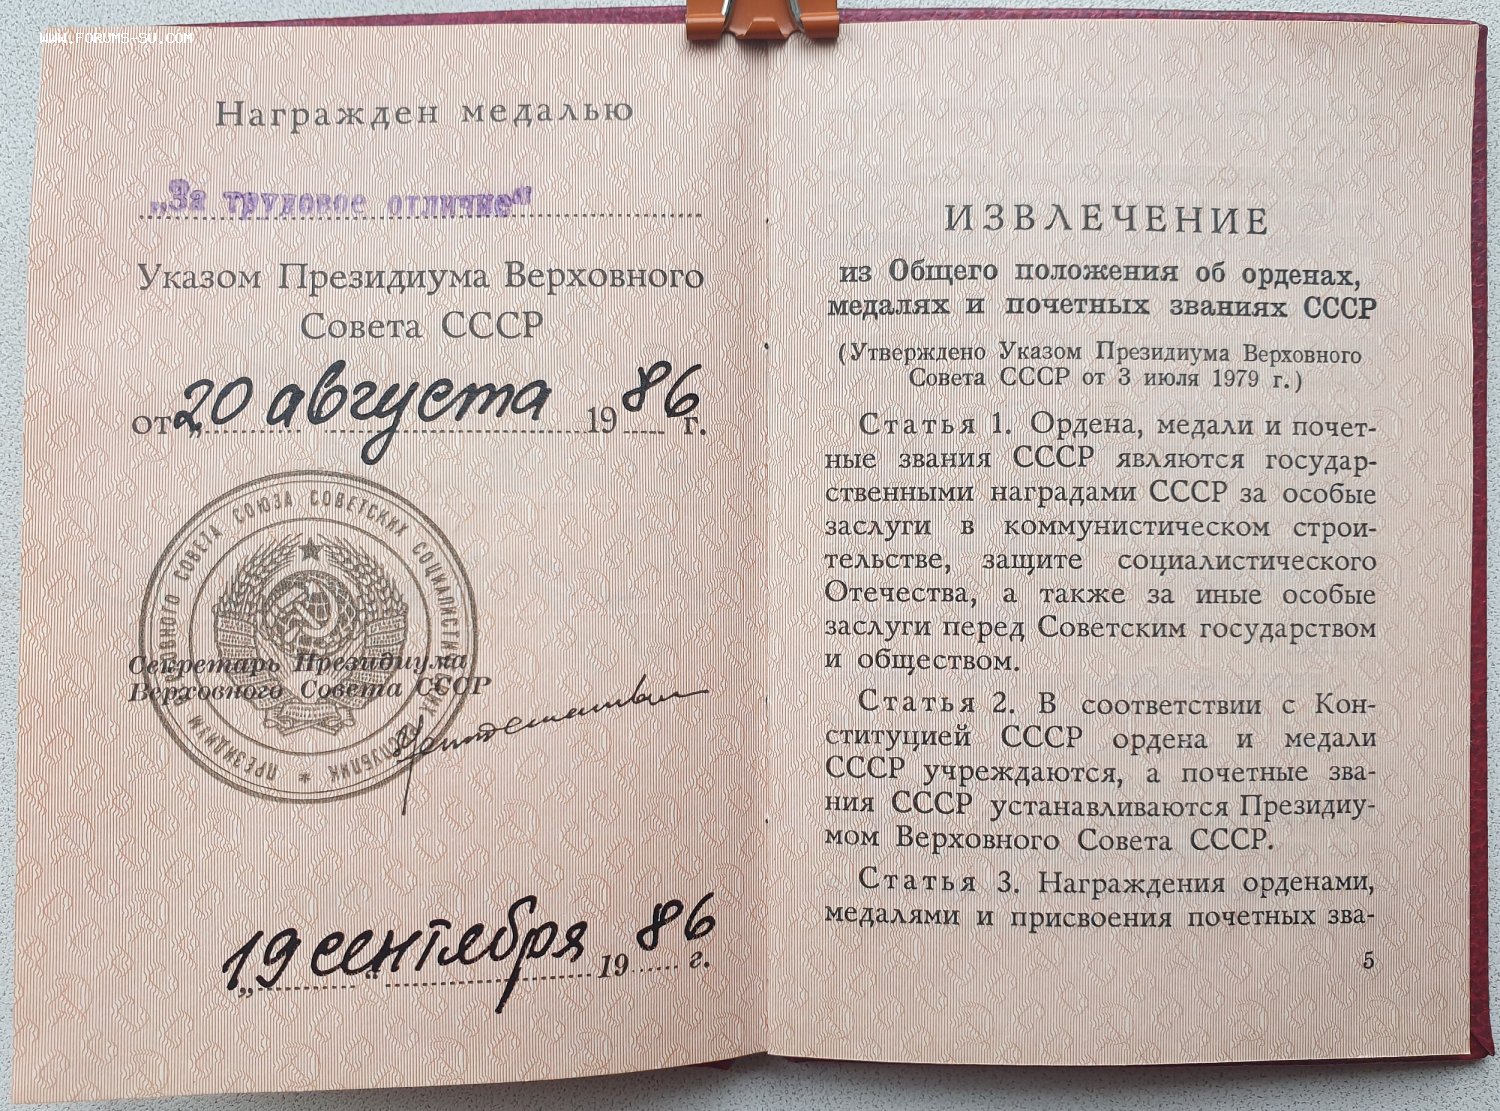 WWW.FORUMS-SU.COM
Награжден медалью
„За трудовое отличие“
Указом Президиума Верховного
Совета СССР
от „20 августа 1986 г.
ПРЕЗИДИУМ ВЕРХОВНОГО СОВЕТА СОЮЗА СОВЕТСКИХ СОЦИАЛИСТИЧЕСКИХ РЕСПУБЛИК *
Секретарь Президиума
Верховного Совета СССР
„19 сентября“ 1986 г.
ИЗВЛЕЧЕНИЕ
из Общего положения об орденах,
медалях и почетных званиях СССР
(Утверждено Указом Президиума Верховного
Совета СССР от 3 июля 1979 г.)
Статья 1. Ордена, медали и почет-
ные звания СССР являются государ-
ственными наградами СССР за особые
заслуги в коммунистическом строи-
тельстве, защите социалистического
Отечества, а также за иные особые
заслуги перед Советским государством
и обществом.
Статья 2. В соответствии с Кон-
ституцией СССР ордена и медали
СССР учреждаются, а почетные зва-
ния СССР устанавливаются Президиу-
мом Верховного Совета СССР.
Статья 3. Награждения орденами,
медалями и присвоения почетных зва-
5